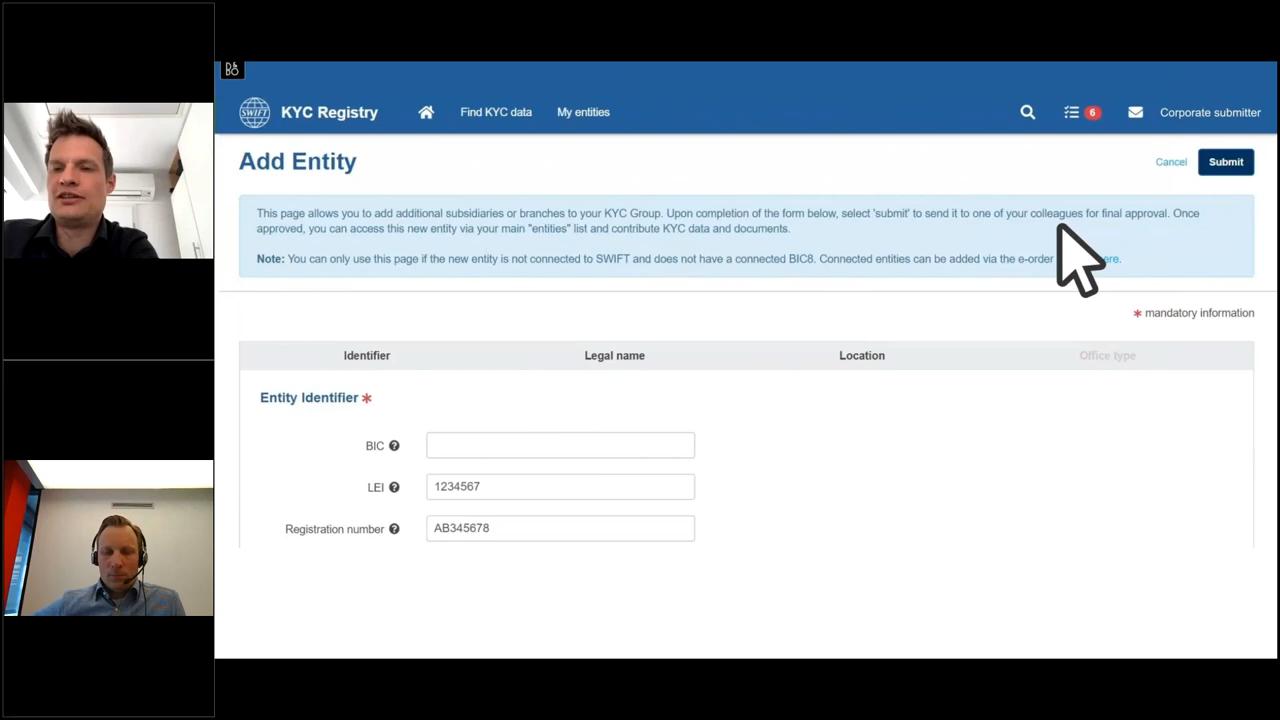 D&BO
SWIFT KYC Registry Find KYC data My entities 6 Corporate submitter
Add Entity Cancel Submit
This page allows you to add additional subsidiaries or branches to your KYC Group. Upon completion of the form below, select 'submit' to send it to one of your colleagues for final approval. Once
approved, you can access this new entity via your main "entities" list and contribute KYC data and documents.
Note: You can only use this page if the new entity is not connected to SWIFT and does not have a connected BIC8. Connected entities can be added via the e-order
* mandatory information
Identifier Legal name Location Office type
Entity Identifier *
BIC ?
LEI ? 1234567
Registration number ? AB345678